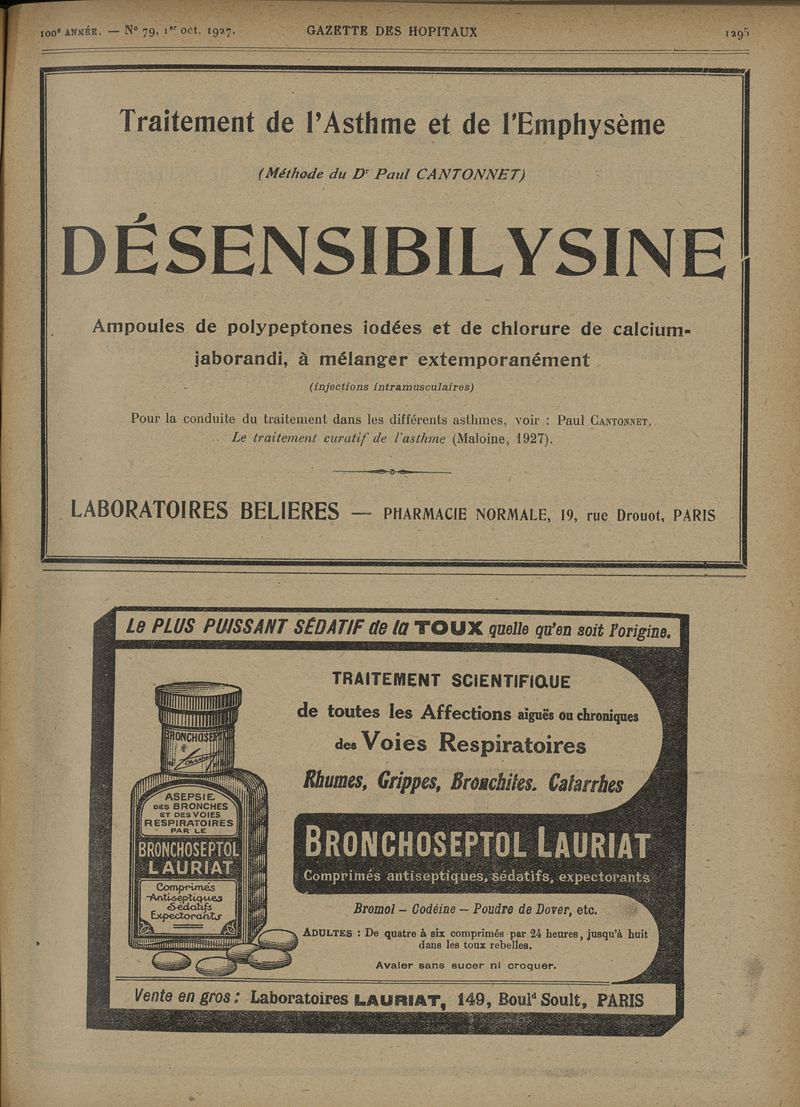 100e ANNÉE. — No 79, 1er oct. 1927.
GAZETTE DES HOPITAUX
1295
Traitement de l'Asthme et de l'Emphysème
(Méthode du Dr Paul CANTONNET)
DÉSENSIBILYSINE
Ampoules de polypeptones iodées et de chlorure de calcium-
jaborandi, à mélanger extemporanément
(injections intramusculaires)
Pour la conduite du traitement dans les différents asthmes, voir : Paul CANTONNET,
Le traitement curatif de l'asthme (Maloine, 1927).
LABORATOIRES BELIERES — PHARMACIE NORMALE, 19, rue Drouot, PARIS
Le PLUS PUISSANT SÉDATIF de la TOUX quelle qu'en soit l'origine.
TRAITEMENT SCIENTIFIQUE
de toutes les Affections aiguës ou chroniques
des Voies Respiratoires
Rhumes, Grippes, Bronchites. Catarrhes
BRONCHOSEPTOL LAURIAT
Comprimés antiseptiques, sédatifs, expectorants
Bromol — Codéine — Poudre de Dover, etc.
ADULTES : De quatre à six comprimés par 24 heures, jusqu'à huit
dans les toux rebelles.
Avaler sans sucer ni croquer.
BRONCHOSEPT
ASEPSIE
DES BRONCHES
ET DES VOIES
RESPIRATOIRES
PAR LE
BRONCHOSEPTOL
LAURIAT
Comprimés
Antiseptiques
Sédatifs
Expectorants
Vente en gros : Laboratoires LAURIAT, 149, Bould Soult, PARIS